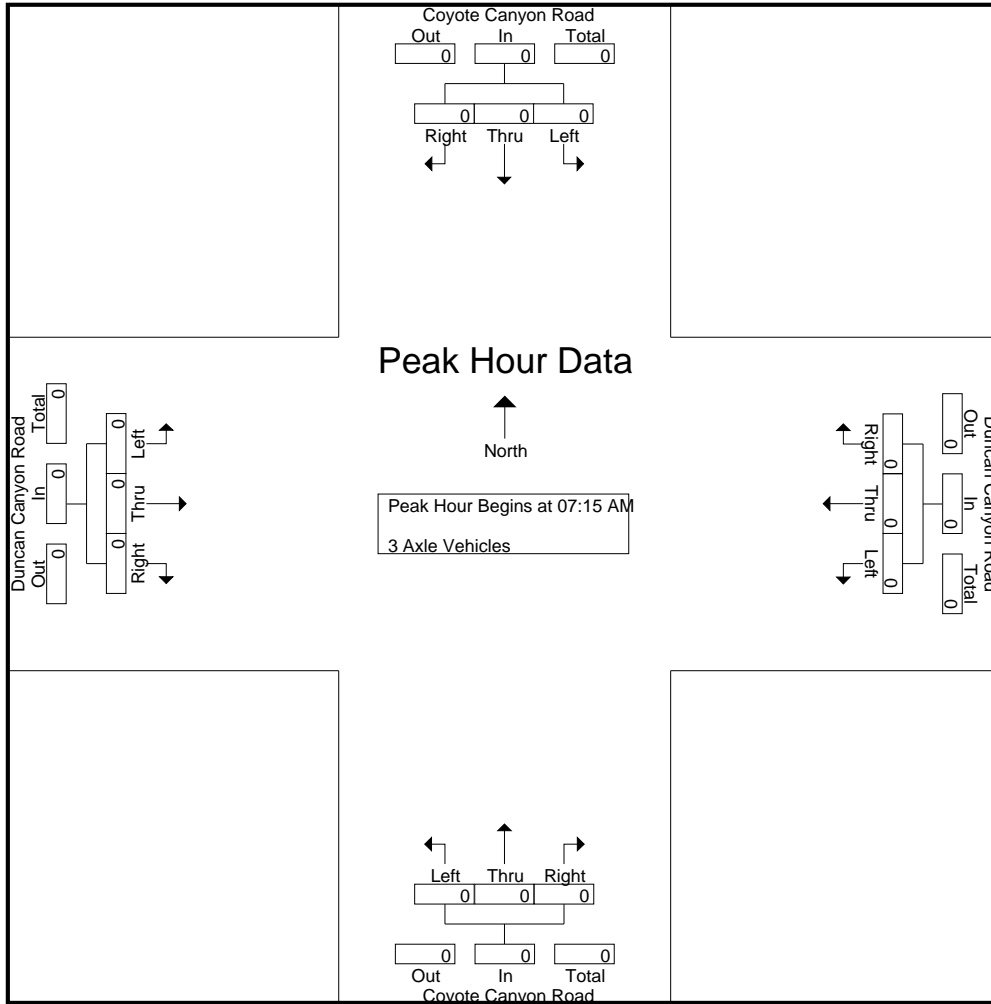 Coyote Canyon Road
Out In Total
0 0 0
0 0 0
Right Thru Left
Peak Hour Data
North
Peak Hour Begins at 07:15 AM
3 Axle Vehicles
Duncan Canyon Road
Total In Out
0 0 0
0 0 0
Left Thru Right
Duncan Canyon Road
Out In Total
0 0 0
0 0 0
Right Thru Left
Left Thru Right
0 0 0
0 0 0
Out In Total
Coyote Canyon Road